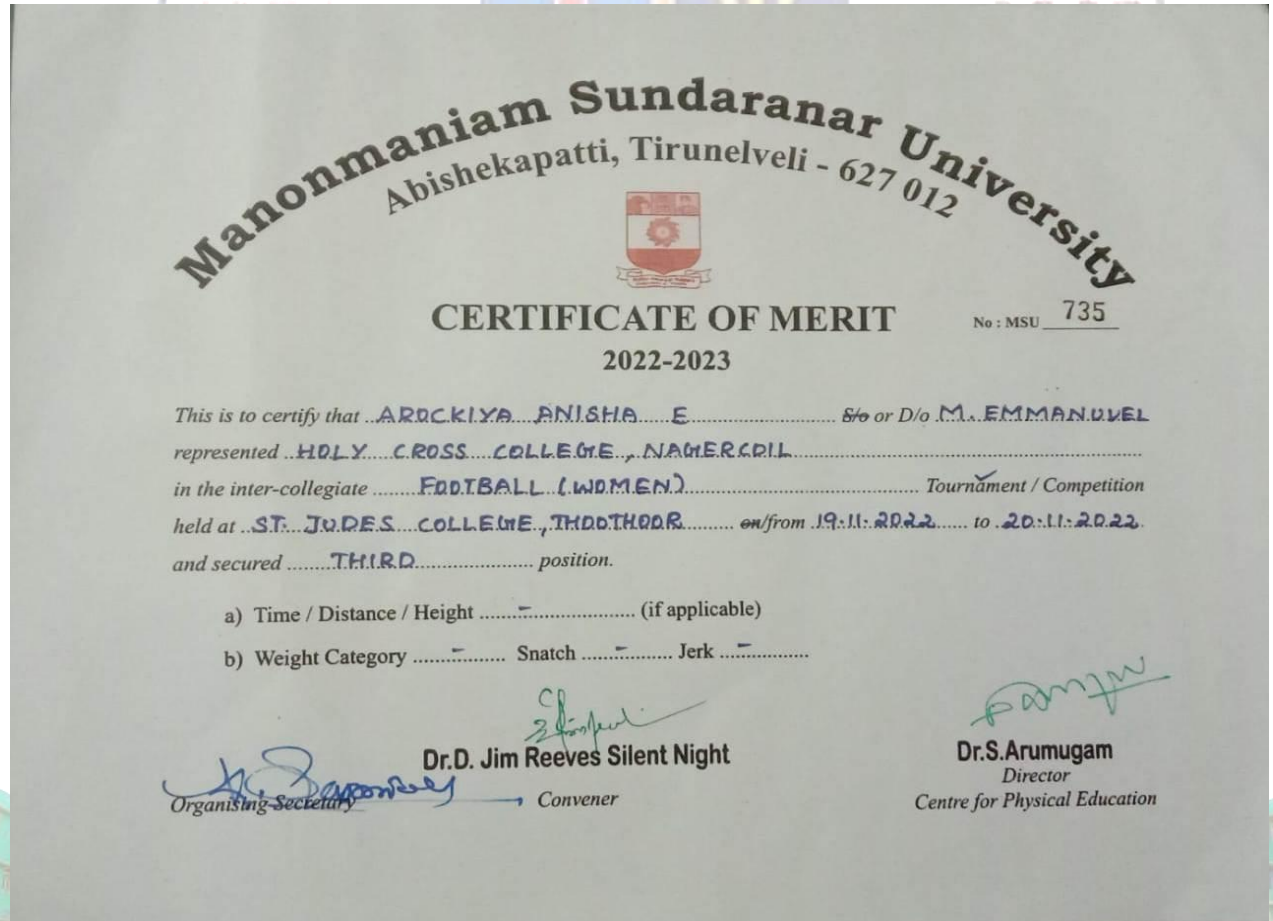 Manonmaniam Sundaranar University
Abishekapatti, Tirunelveli - 627 012
CERTIFICATE OF MERIT No : MSU 735
2022-2023
This is to certify that ..AROCKIYA....ANISHA....E.................... S/o or D/o .M..EMMANUVEL
represented ..HOLY....CROSS....COLLEGE.,.NAGERCOIL..........
in the inter-collegiate ........FOOTBALL (.WOMEN.)................ Tournament / Competition
held at ..ST....JUDES....COLLEGE.,.THOOTHOOR.......... on/from .19.11.2022...... to .20.11.2022.
and secured ........THIRD.................... position.
a) Time / Distance / Height ......–.................. (if applicable)
b) Weight Category ........–........ Snatch ......–........ Jerk ...–............
Dr.D. Jim Reeves Silent Night Dr.S.Arumugam
Organising Secretary Convener Director
Centre for Physical Education